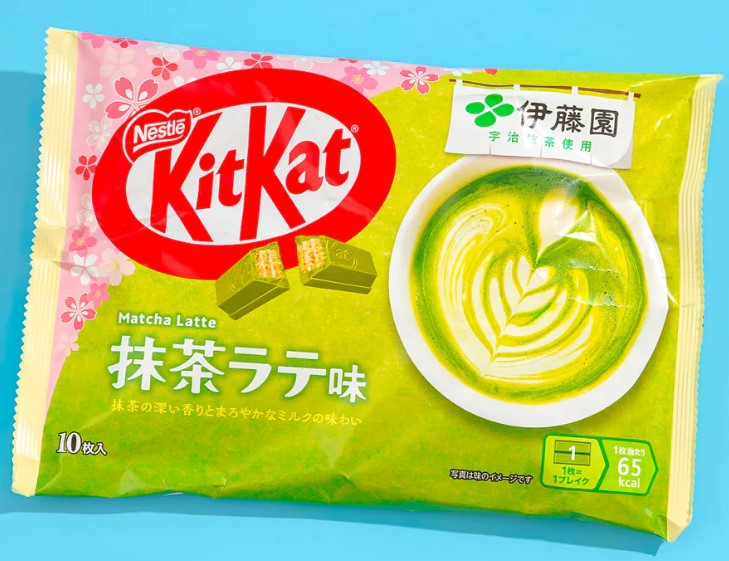 Nestlé®
KitKat®
伊藤園
宇治抹茶使用
Matcha Latte
抹茶ラテ味
抹茶の深い香りとまろやかなミルクの味わい
10枚入
写真は味のイメージです
1
1枚=
1ブレイク
1枚当たり
65
kcal